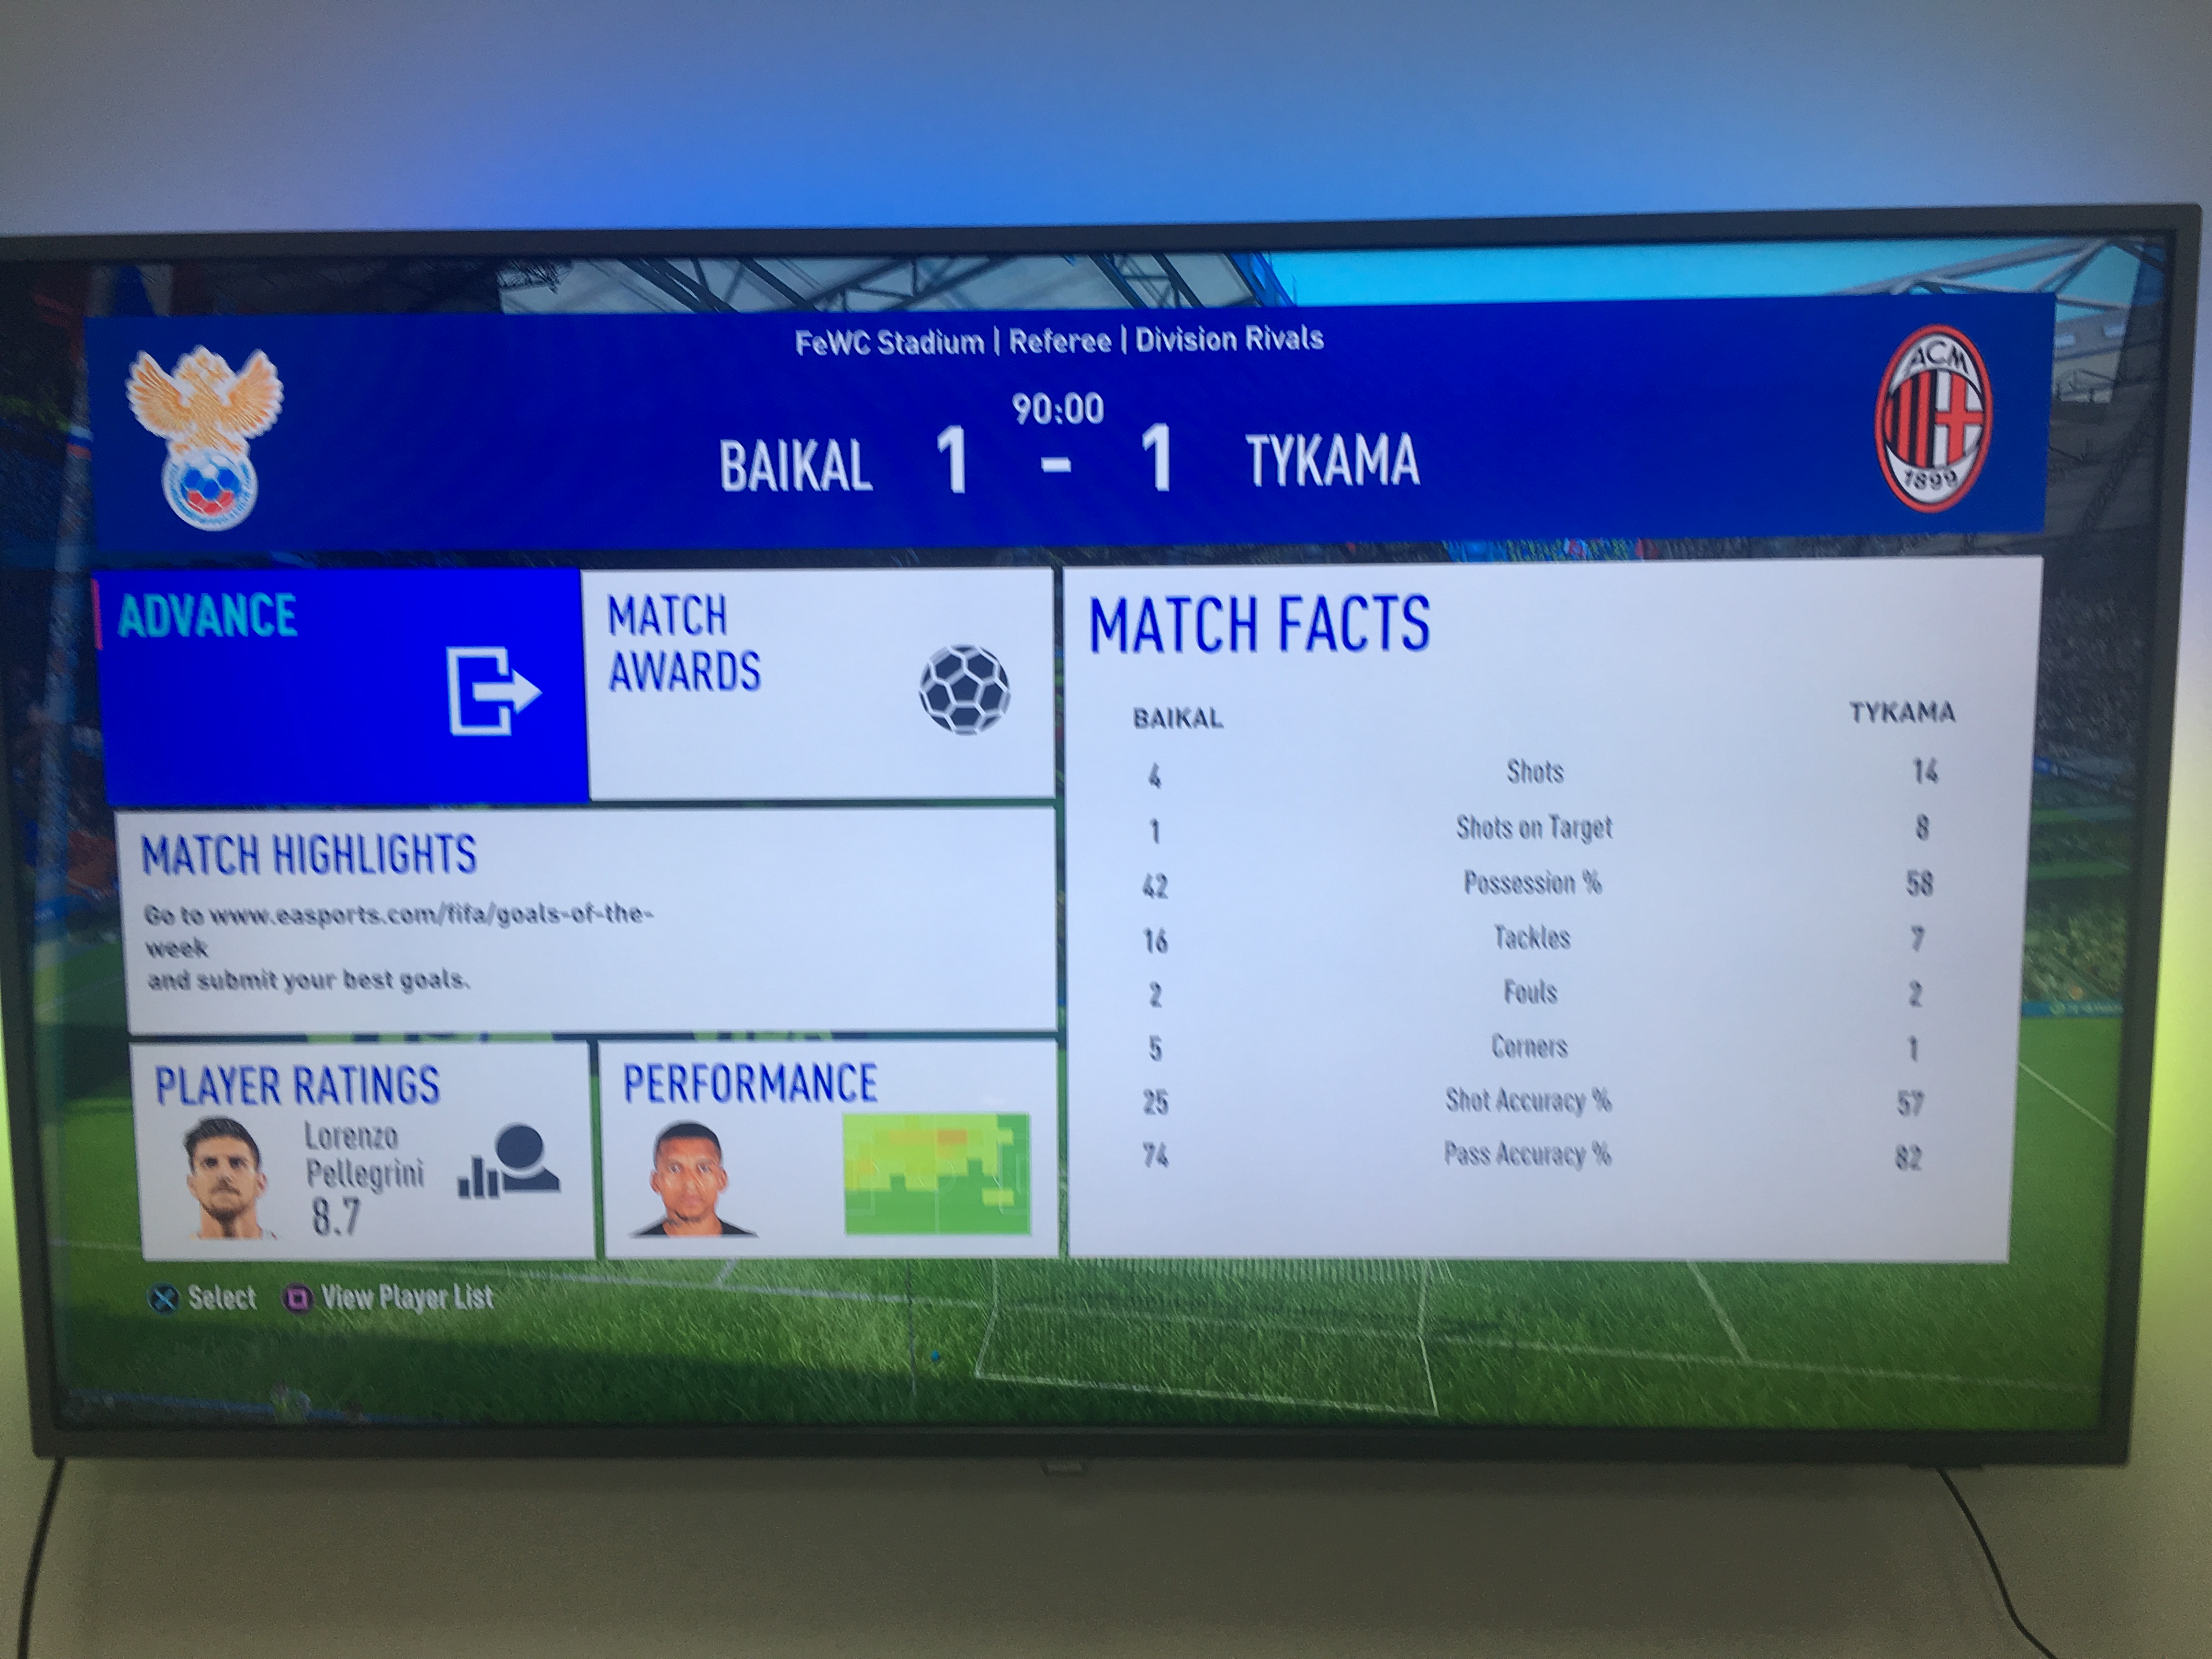 FeWC Stadium | Referee | Division Rivals
90:00
BAIKAL 1 - 1 TYKAMA
ACM
1899
ADVANCE
MATCH
AWARDS
MATCH HIGHLIGHTS
Go to www.easports.com/fifa/goals-of-the-
week
and submit your best goals.
PLAYER RATINGS
Lorenzo
Pellegrini
8.7
PERFORMANCE
MATCH FACTS
BAIKAL TYKAMA
4 Shots 14
1 Shots on Target 8
42 Possession % 58
16 Tackles 7
2 Fouls 2
5 Corners 1
25 Shot Accuracy % 57
74 Pass Accuracy % 82
Select View Player List